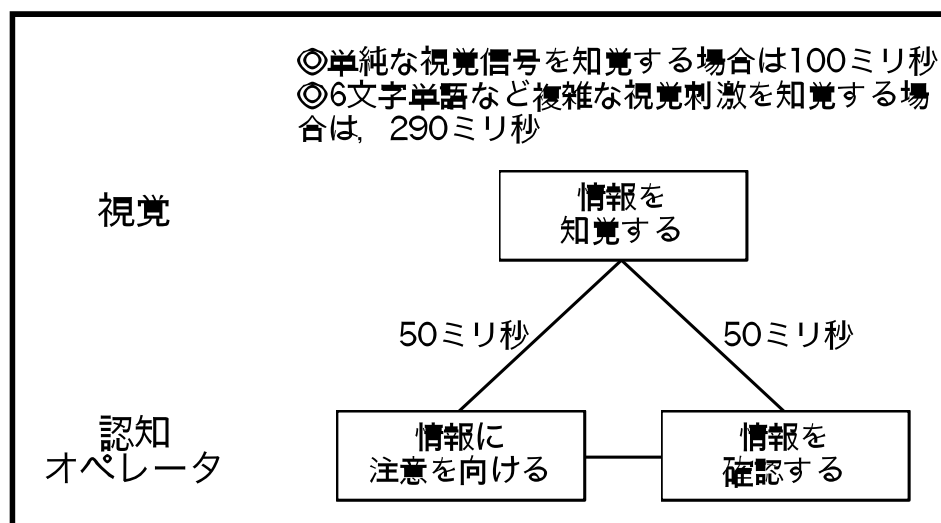 ◎単純な視覚信号を知覚する場合は100ミリ秒
◎6文字単語など複雑な視覚刺激を知覚する場
合は，290ミリ秒
視覚
情報を
知覚する
50ミリ秒
50ミリ秒
認知
オペレータ
情報に
注意を向ける
情報を
確認する